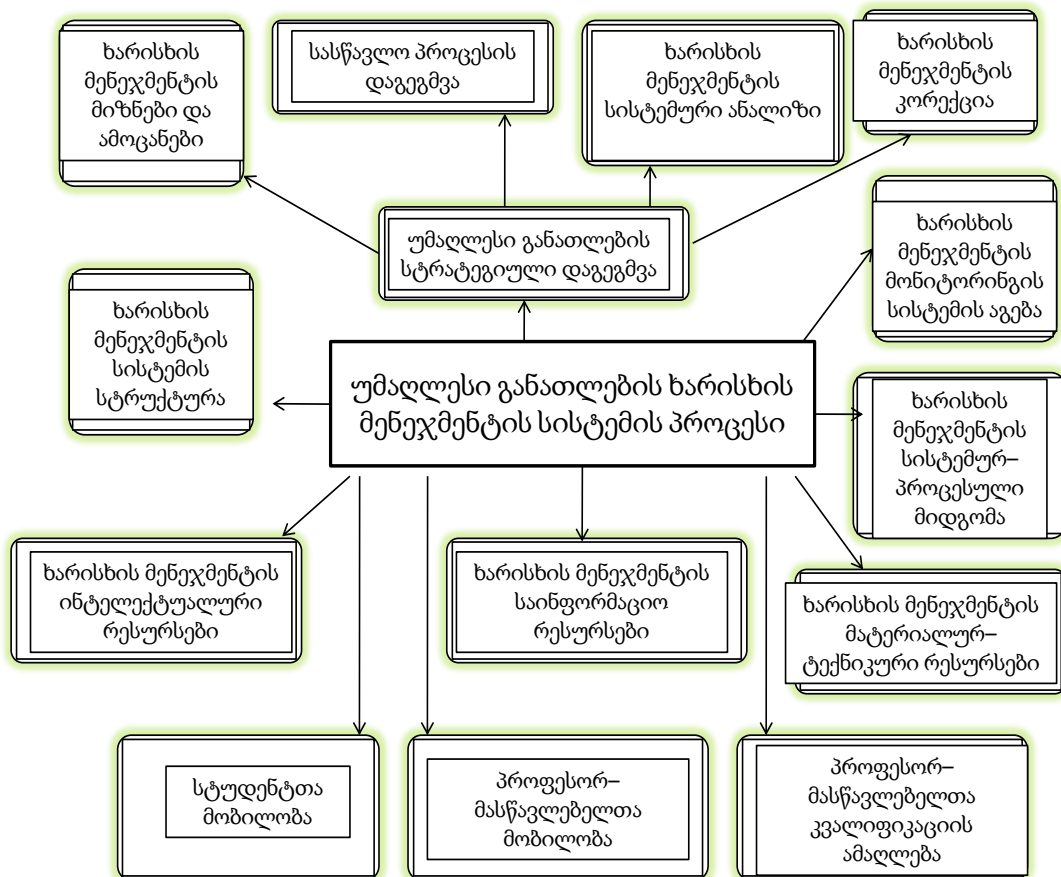 ხარისხის
მენეჯმენტის
მიზნები და
ამოცანები
სასწავლო პროცესის
დაგეგმვა
ხარისხის
მენეჯმენტის
სისტემური ანალიზი
ხარისხის
მენეჯმენტის
კორექცია
უმაღლესი განათლების
სტრატეგიული დაგეგმვა
ხარისხის
მენეჯმენტის
მონიტორინგის
სისტემის აგება
ხარისხის
მენეჯმენტის
სისტემის
სტრუქტურა
უმაღლესი განათლების ხარისხის
მენეჯმენტის სისტემის პროცესი
ხარისხის
მენეჯმენტის
სისტემურ–
პროცესული
მიდგომა
ხარისხის მენეჯმენტის
ინტელექტუალური
რესურსები
ხარისხის მენეჯმენტის
საინფორმაციო
რესურსები
ხარისხის მენეჯმენტის
მატერიალურ–
ტექნიკური რესურსები
სტუდენტთა
მობილობა
პროფესორ–
მასწავლებელთა
მობილობა
პროფესორ–
მასწავლებელთა
კვალიფიკაციის
ამაღლება